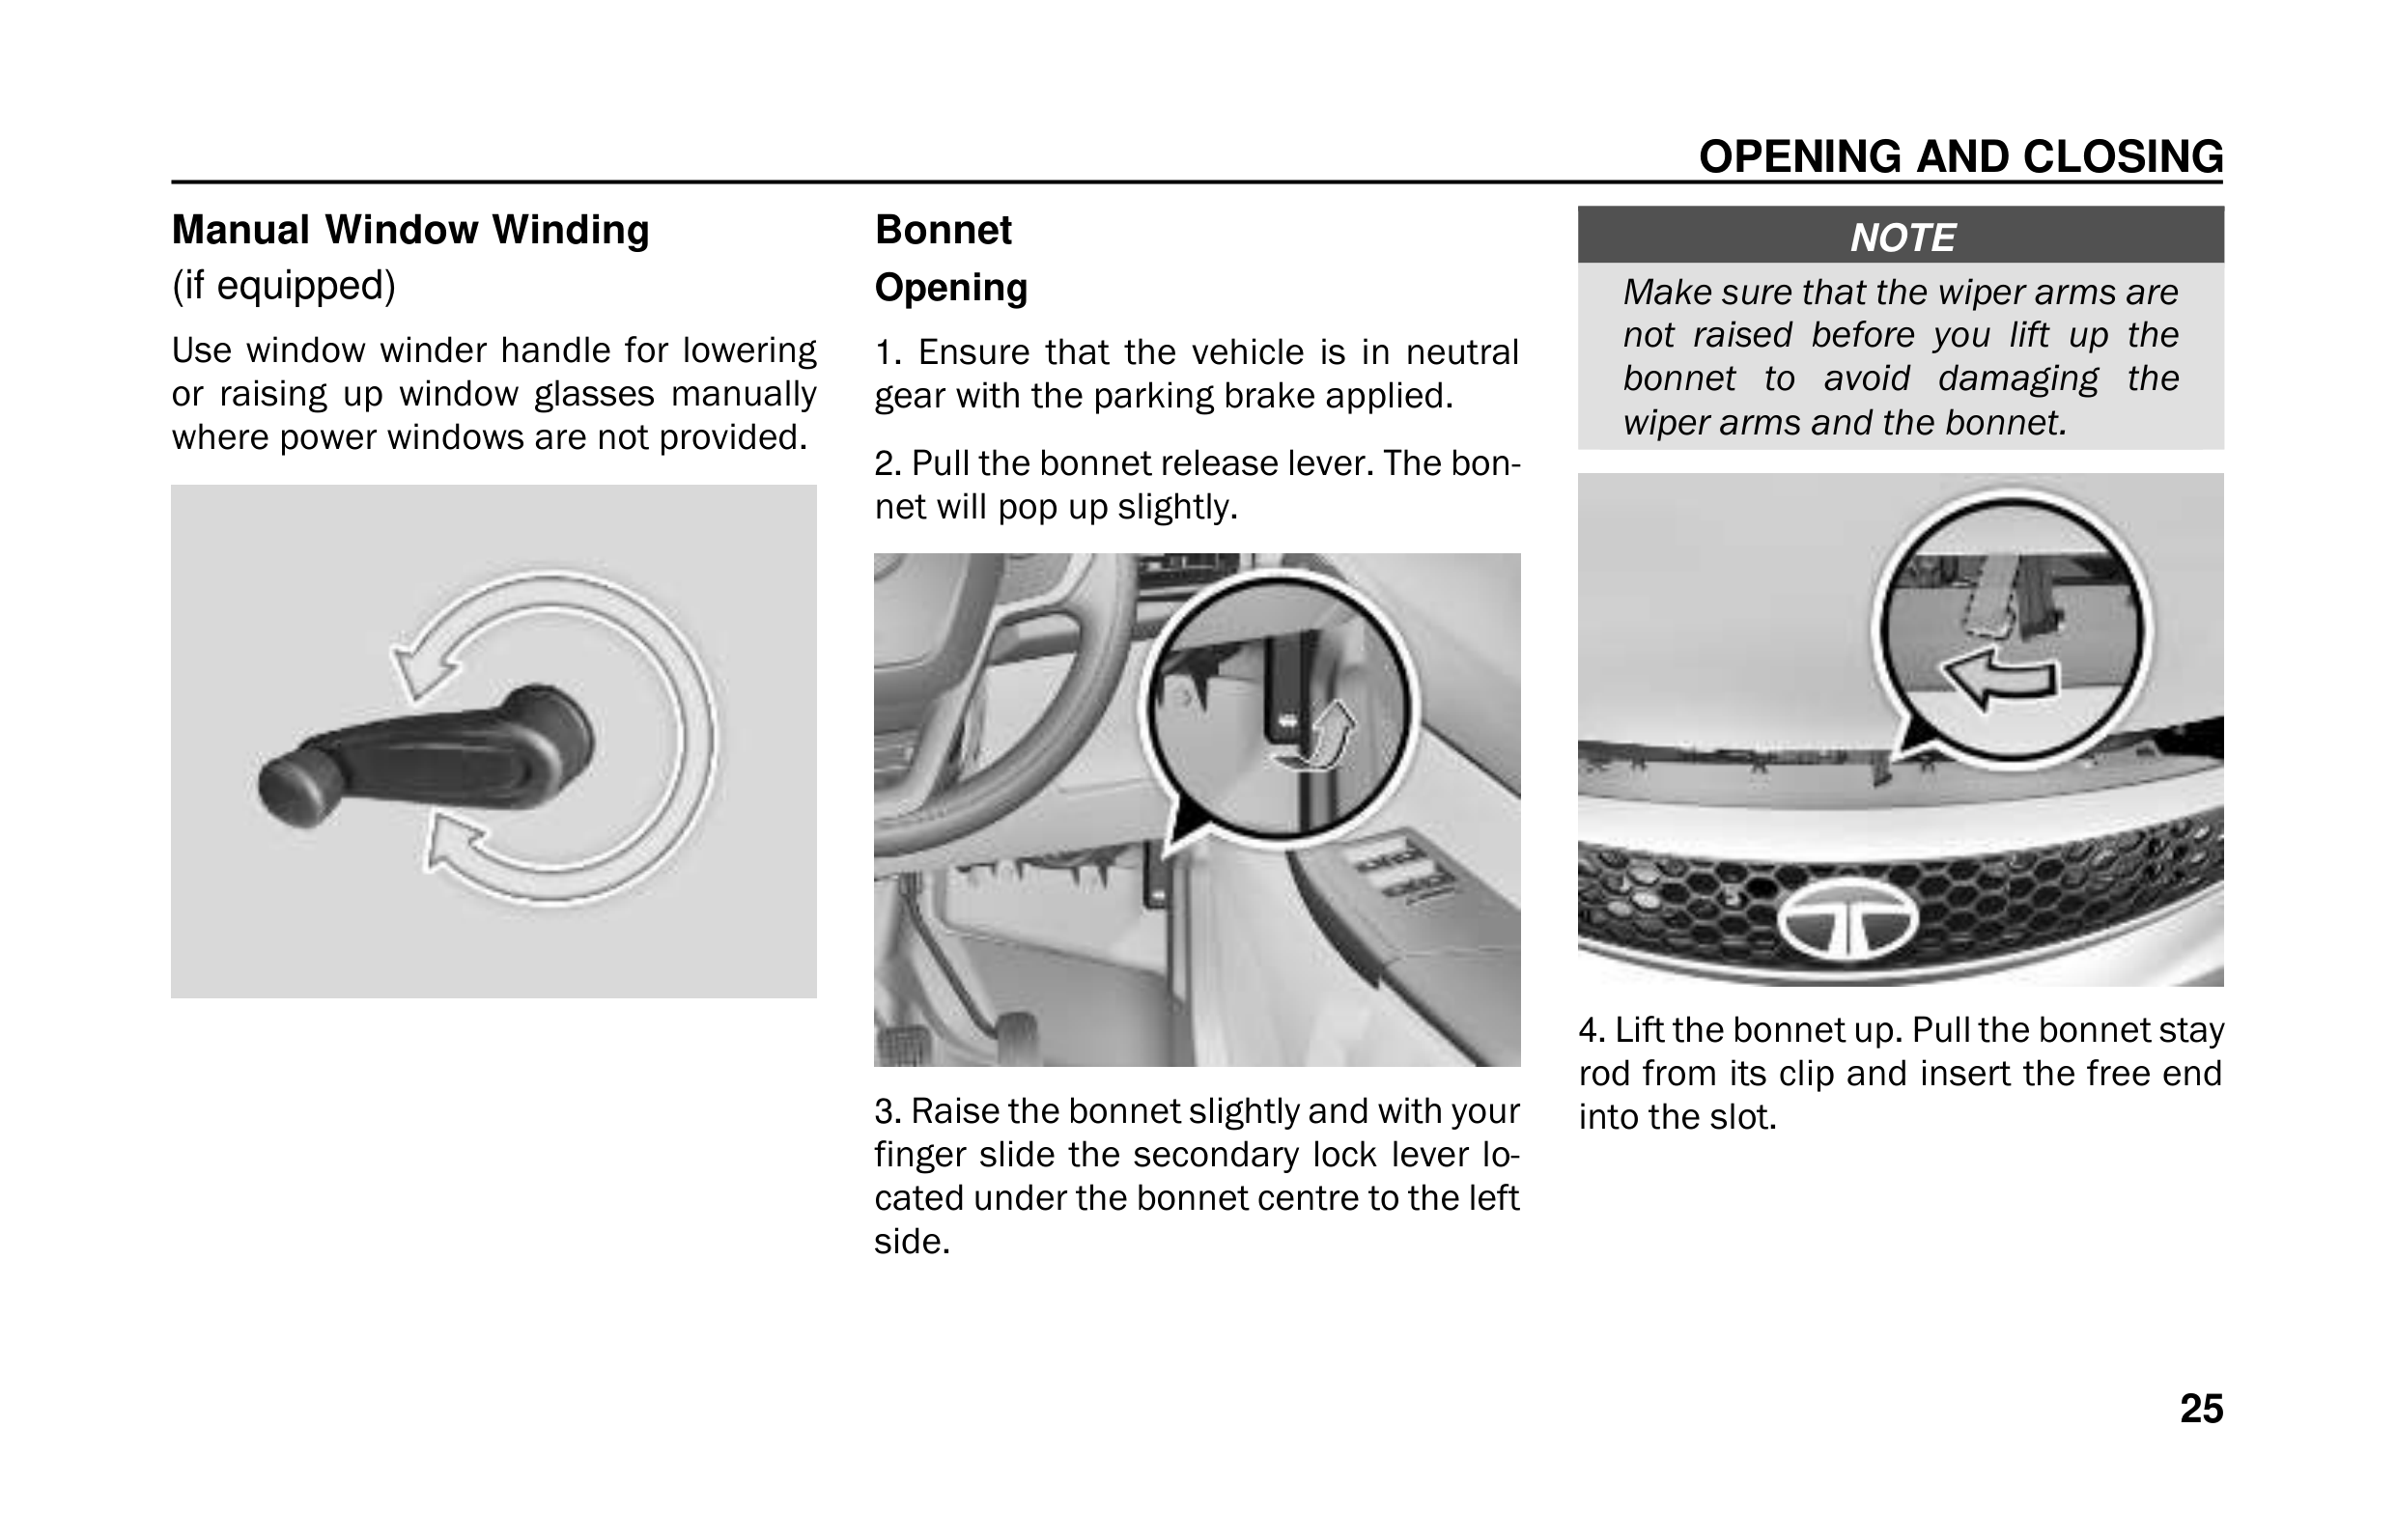 OPENING AND CLOSING
Manual Window Winding
(if equipped)
Use window winder handle for lowering
or raising up window glasses manually
where power windows are not provided.
Bonnet
Opening
1. Ensure that the vehicle is in neutral
gear with the parking brake applied.
2. Pull the bonnet release lever. The bon-
net will pop up slightly.
3. Raise the bonnet slightly and with your
finger slide the secondary lock lever lo-
cated under the bonnet centre to the left
side.
NOTE
Make sure that the wiper arms are
not raised before you lift up the
bonnet to avoid damaging the
wiper arms and the bonnet.
4. Lift the bonnet up. Pull the bonnet stay
rod from its clip and insert the free end
into the slot.
25